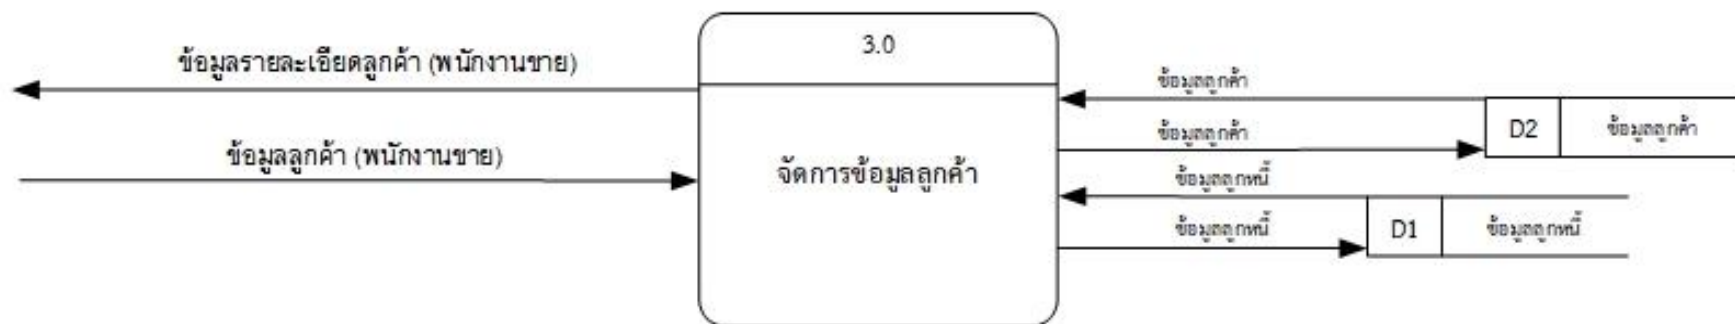 3.0
ข้อมูลรายละเอียดลูกค้า (พนักงานขาย)
ข้อมูลลูกค้า
D2
ข้อมูลลูกค้า
ข้อมูลลูกค้า
ข้อมูลลูกค้า (พนักงานขาย)
จัดการข้อมูลลูกค้า
ข้อมูลลูกหนี้
ข้อมูลลูกหนี้
D1
ข้อมูลลูกหนี้